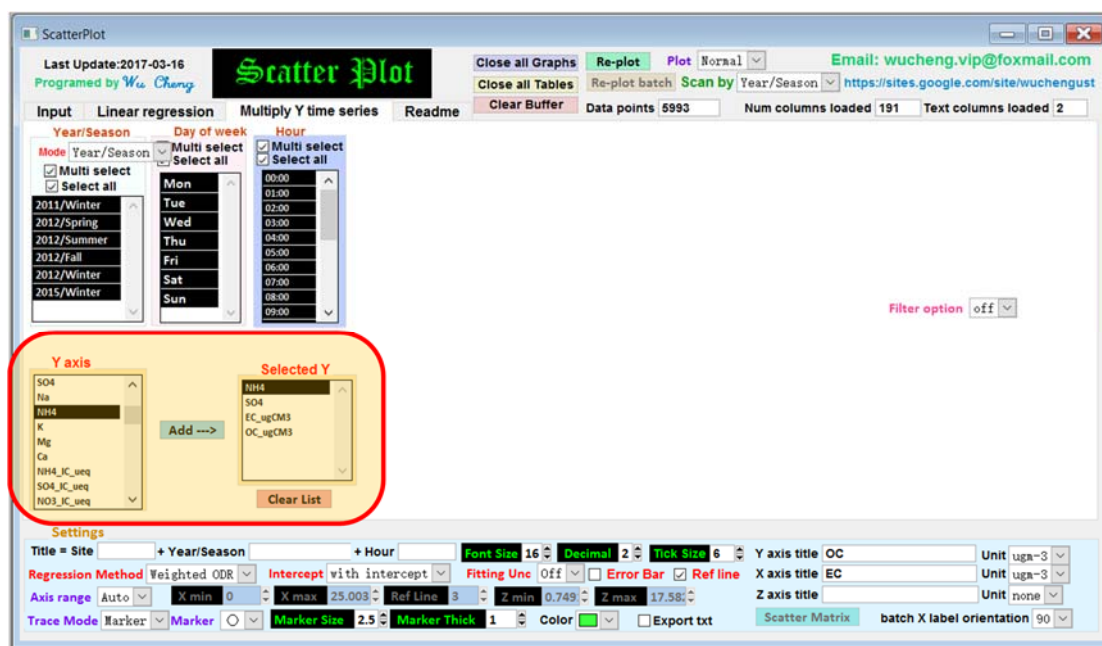 ScatterPlot
Last Update:2017-03-16
Programed by Wu Cheng
Scatter Plot
Close all Graphs Re-plot Plot Normal Email: wucheng.vip@foxmail.com
Close all Tables Re-plot batch Scan by Year/Season https://sites.google.com/site/wuchengust
Clear Buffer Data points 5993 Num columns loaded 191 Text columns loaded 2
Input Linear regression Multiply Y time series Readme
Year/Season Day of week Hour
Mode Year/Season Multi select Multi select
Select all Select all
Multi select
Select all
2011/Winter
2012/Spring
2012/Summer
2012/Fall
2012/Winter
2015/Winter
Mon
Tue
Wed
Thu
Fri
Sat
Sun
00:00
01:00
02:00
03:00
04:00
05:00
06:00
07:00
08:00
09:00
Filter option off
Y axis
SO4
Na
NH4
K
Mg
Ca
NH4_IC_ueq
SO4_IC_ueq
NO3_IC_ueq
Add --->
Selected Y
NH4
SO4
EC_ugCM3
OC_ugCM3
Clear List
Settings
Title = Site + Year/Season + Hour Font Size 16 Decimal 2 Tick Size 6 Y axis title OC Unit ugm-3
Regression Method Weighted ODR Intercept with intercept Fitting Unc Off Error Bar Ref line X axis title EC Unit ugm-3
Axis range Auto X min 0 X max 25.003 Ref Line 3 Z min 0.749 Z max 17.58 Z axis title Unit none
Trace Mode Marker Marker Marker Size 2.5 Marker Thick 1 Color Export txt Scatter Matrix batch X label orientation 90